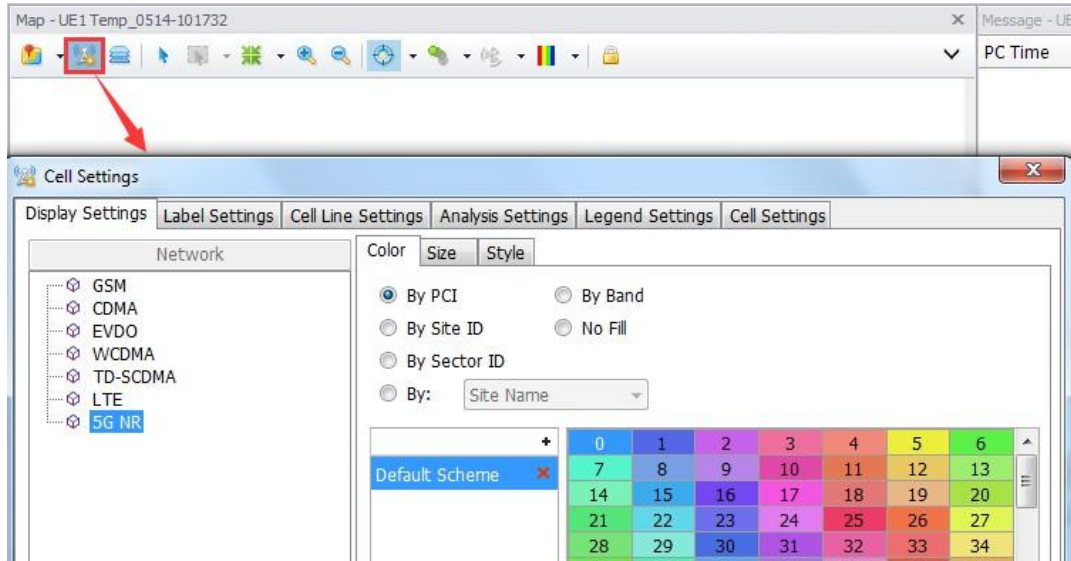 Map - UE1 Temp_0514-101732
Message - UE
PC Time
Cell Settings
Display Settings Label Settings Cell Line Settings Analysis Settings Legend Settings Cell Settings
Network
GSM
CDMA
EVDO
WCDMA
TD-SCDMA
LTE
5G NR
Color Size Style
By PCI By Band
By Site ID No Fill
By Sector ID
By: Site Name
Default Scheme
0 1 2 3 4 5 6
7 8 9 10 11 12 13
14 15 16 17 18 19 20
21 22 23 24 25 26 27
28 29 30 31 32 33 34